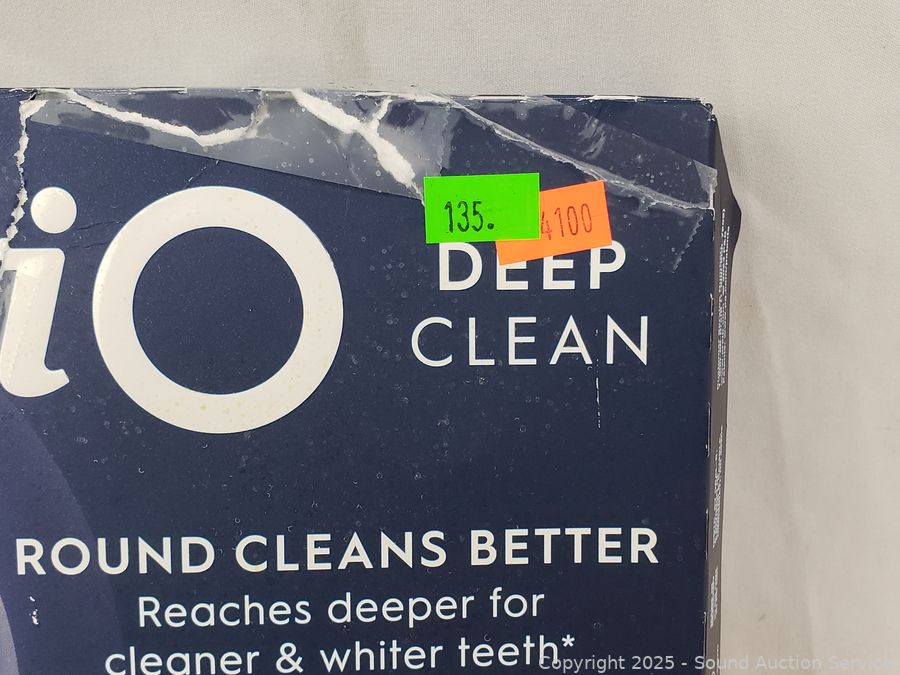 135.
4100
iO
DEEP
CLEAN
ROUND CLEANS BETTER
Reaches deeper for
cleaner & whiter teeth*
Copyright 2025 - Sound Auction Service